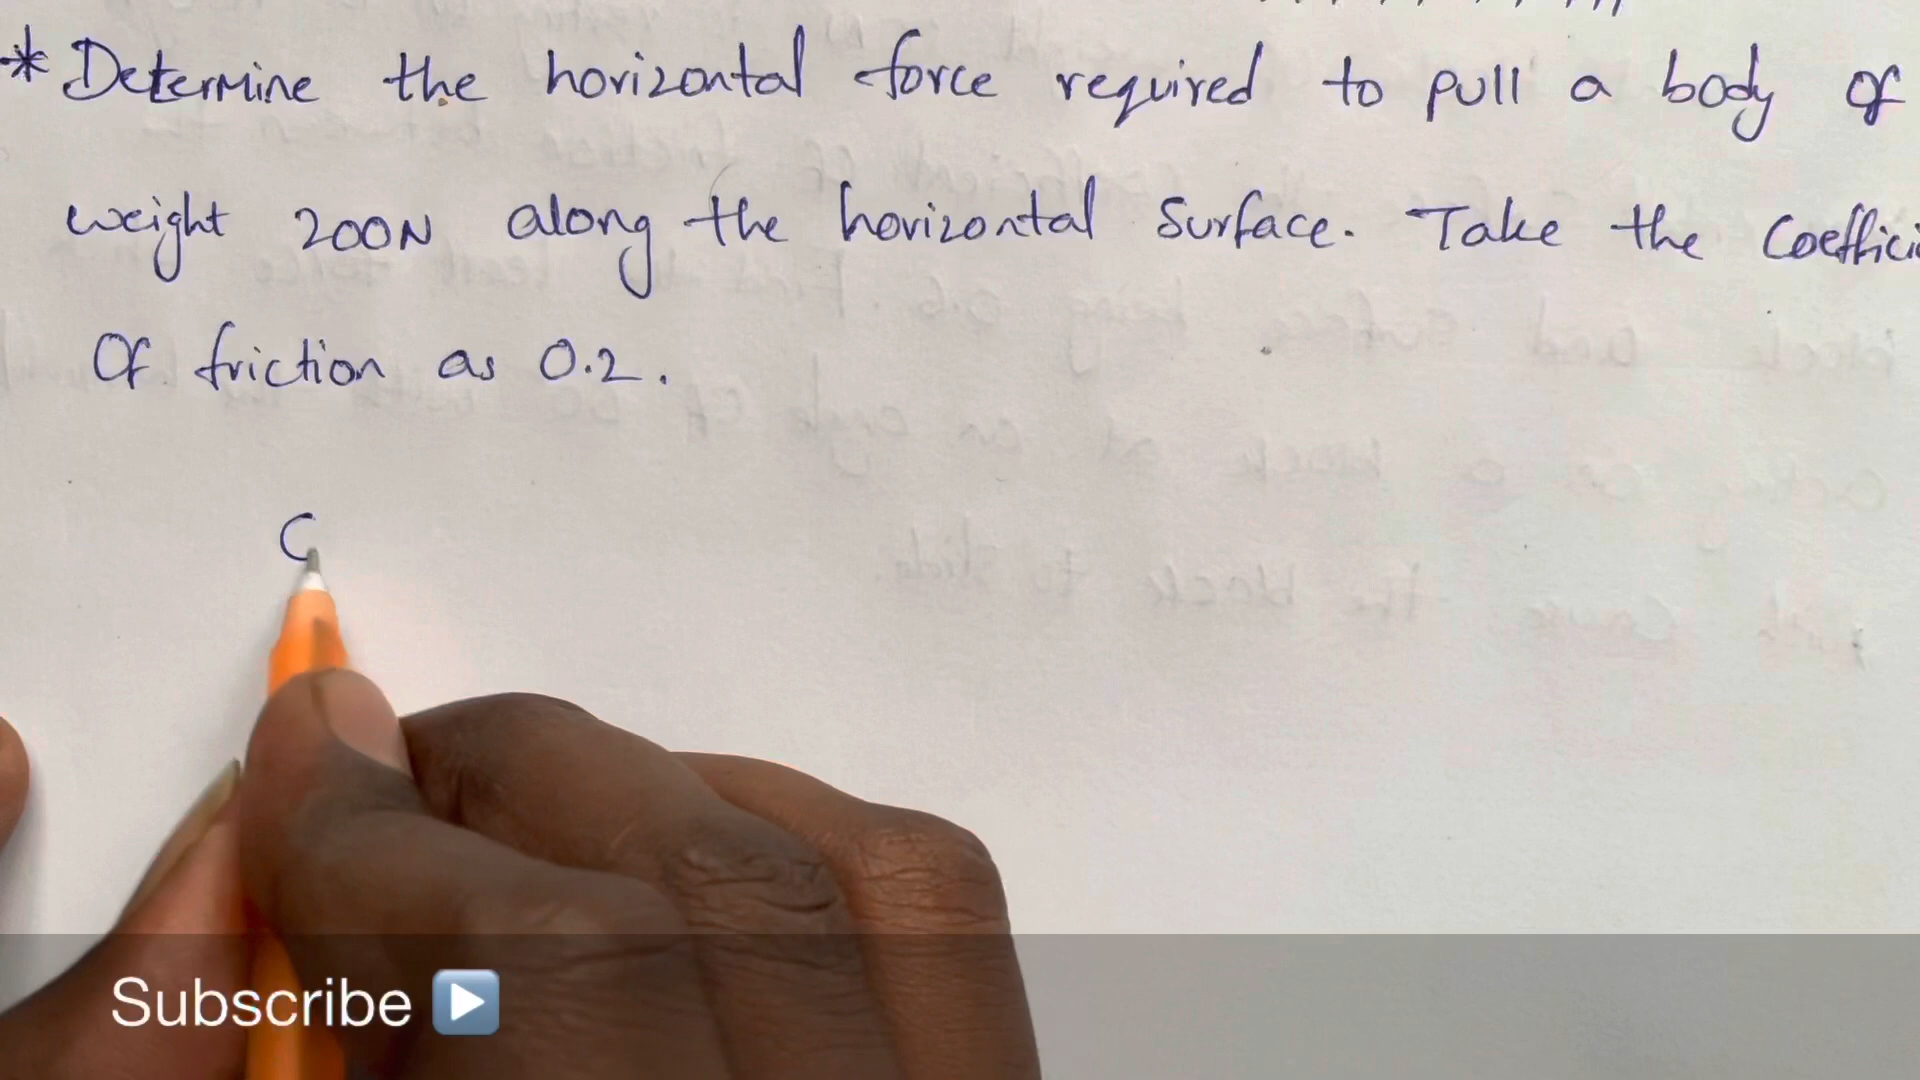 * Determine the horizontal force required to pull a body of
weight 200N along the horizontal surface. Take the Coeffici
Of friction as 0.2.
C
Subscribe